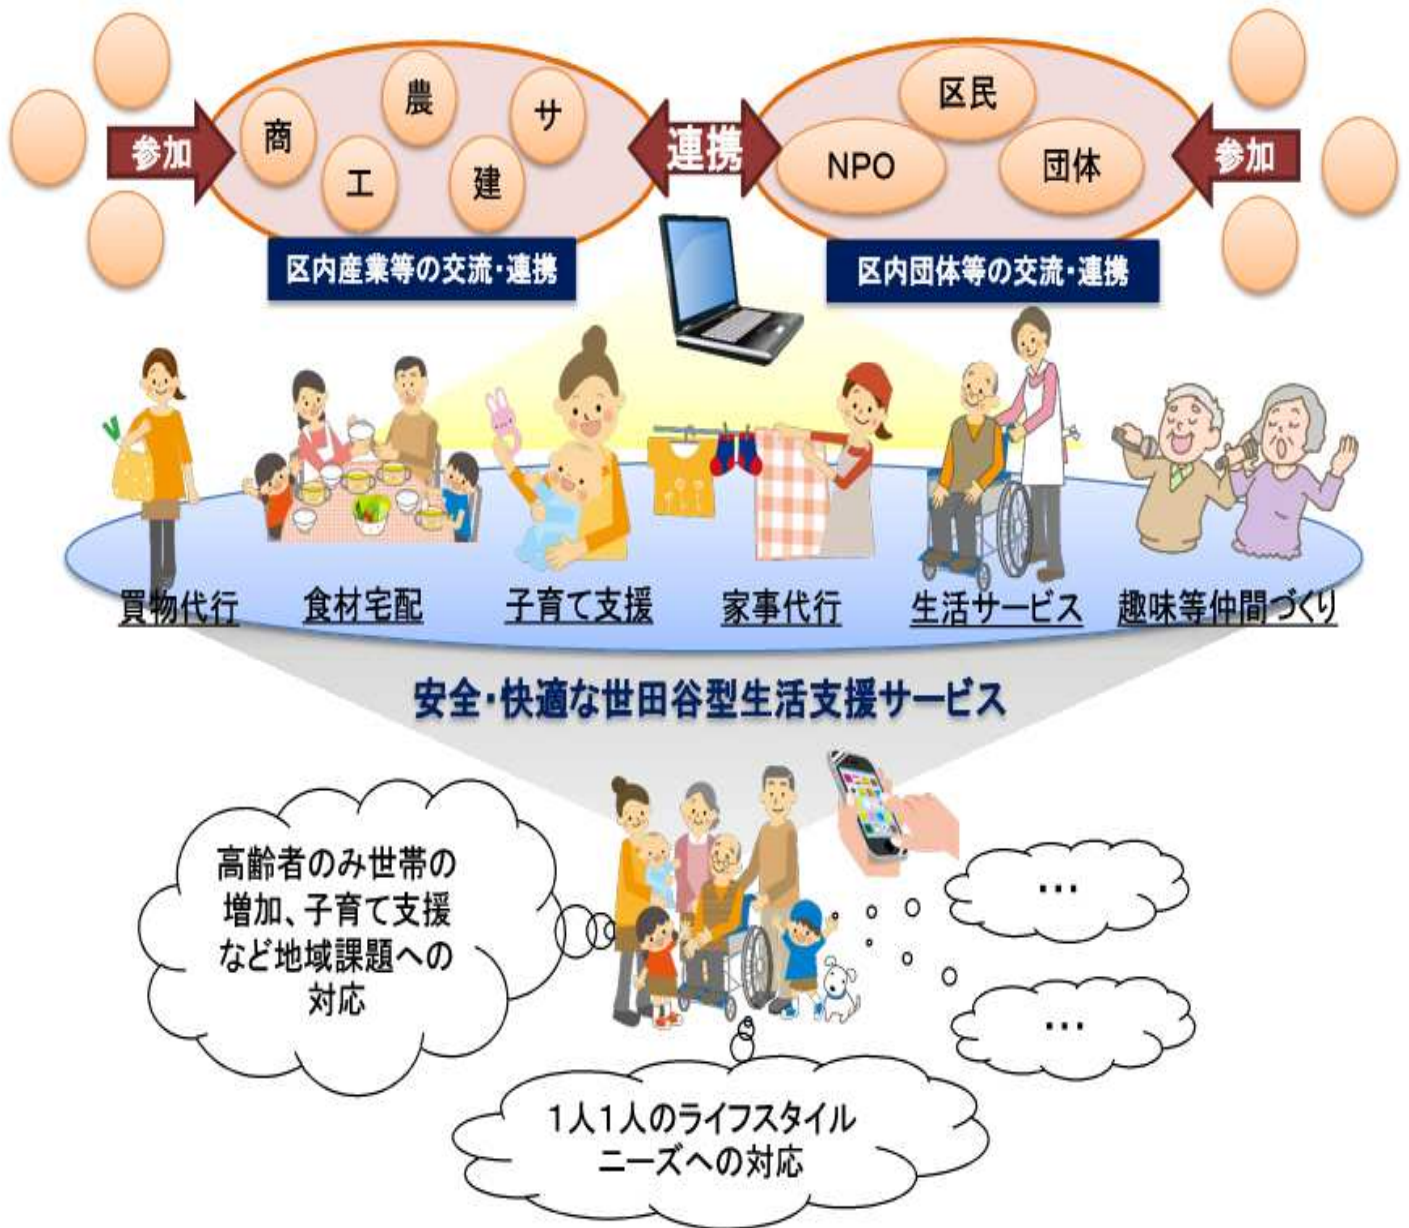 参加
商
農
サ
工
建
連携
区民
NPO
団体
参加
区内産業等の交流・連携
区内団体等の交流・連携
買物代行
食材宅配
子育て支援
家事代行
生活サービス
趣味等仲間づくり
安全・快適な世田谷型生活支援サービス
高齢者のみ世帯の
増加、子育て支援
など地域課題への
対応
…
…
1人1人のライフスタイル
ニーズへの対応